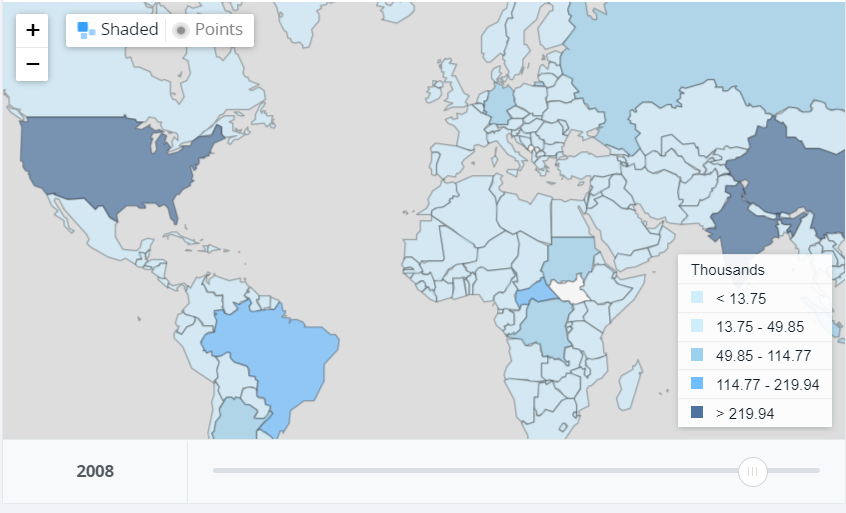 +
−
Shaded Points
Thousands
< 13.75
13.75 - 49.85
49.85 - 114.77
114.77 - 219.94
> 219.94
2008